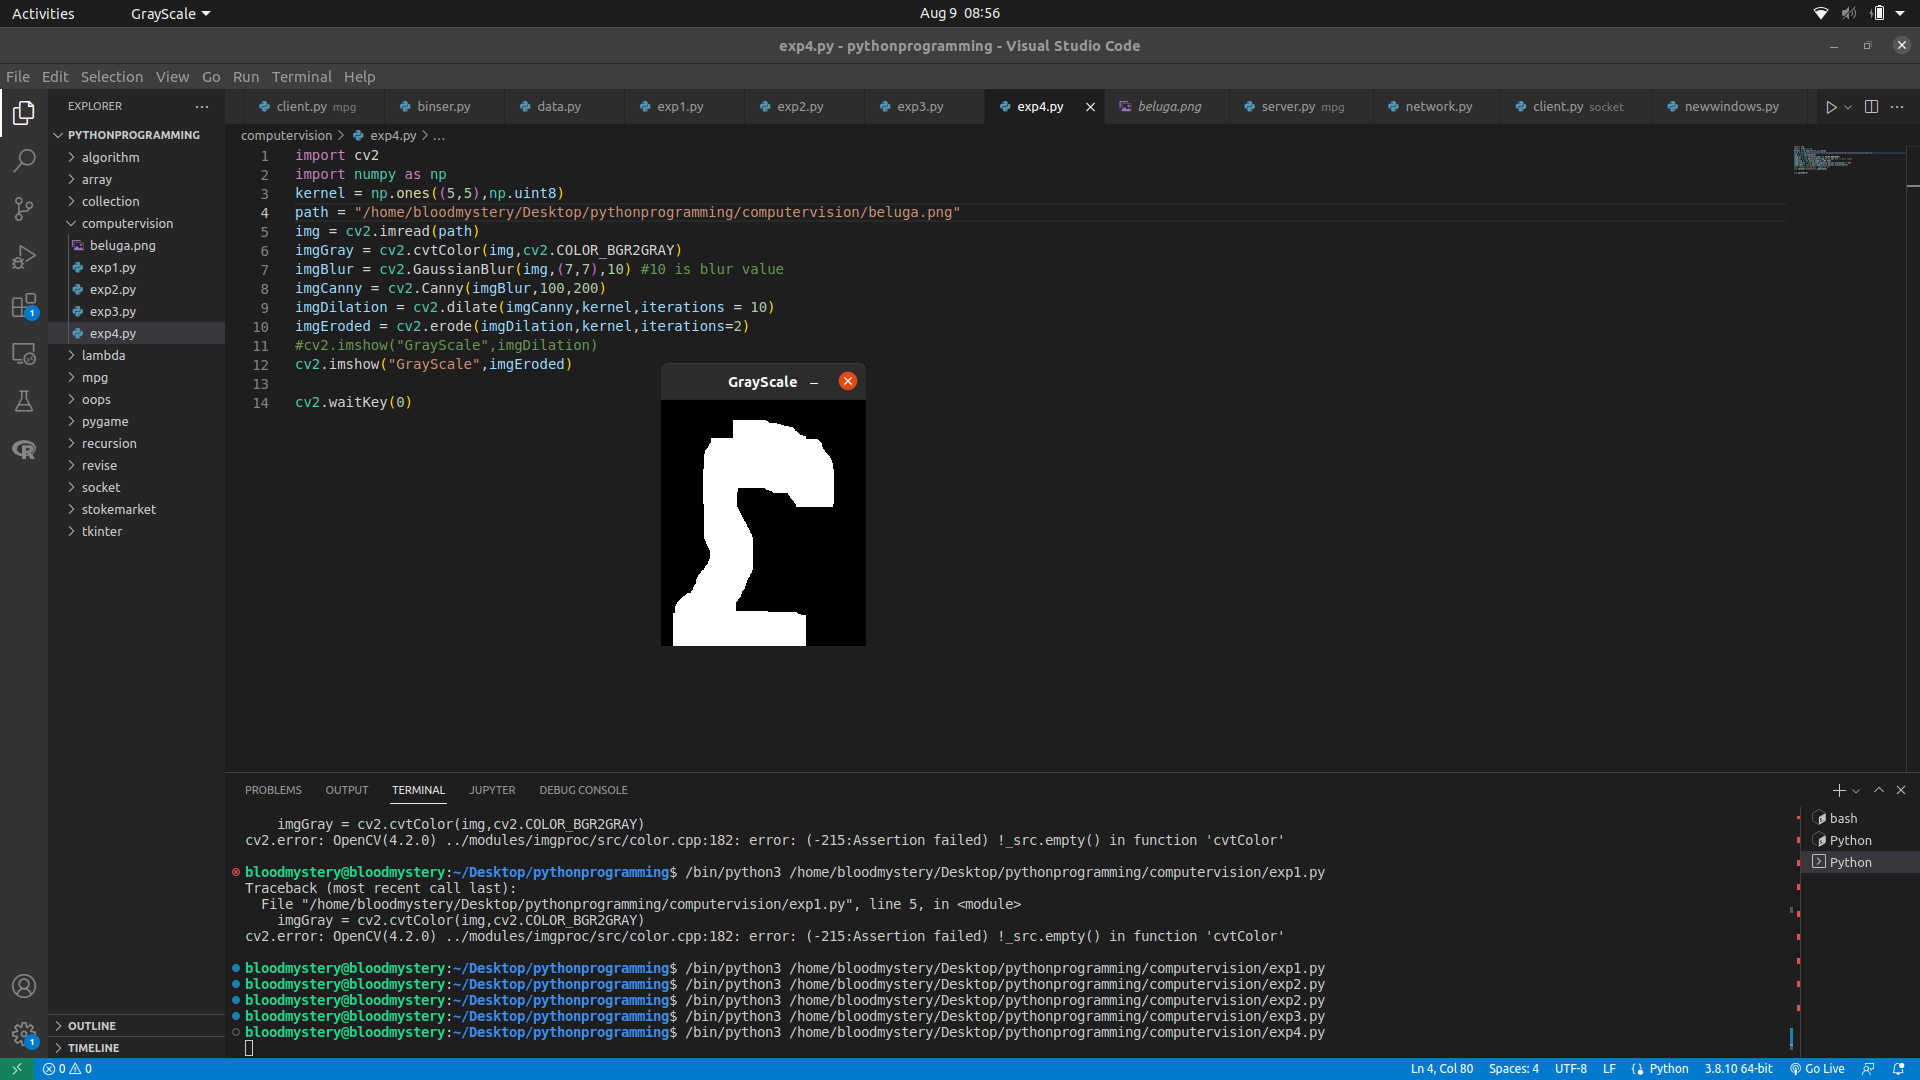 Activities
GrayScale
Aug 9 08:56
exp4.py - pythonprogramming - Visual Studio Code
File Edit Selection View Go Run Terminal Help
EXPLORER
client.py mpg
binser.py
data.py
exp1.py
exp2.py
exp3.py
exp4.py
beluga.png
server.py mpg
network.py
client.py socket
newwindows.py
PYTHONPROGRAMMING
algorithm
array
collection
computervision
beluga.png
exp1.py
exp2.py
exp3.py
exp4.py
lambda
mpg
oops
pygame
recursion
revise
socket
stokemarket
tkinter
OUTLINE
TIMELINE
computervision > exp4.py > ...
1 import cv2
2 import numpy as np
3 kernel = np.ones((5,5),np.uint8)
4 path = "/home/bloodmystery/Desktop/pythonprogramming/computervision/beluga.png"
5 img = cv2.imread(path)
6 imgGray = cv2.cvtColor(img,cv2.COLOR_BGR2GRAY)
7 imgBlur = cv2.GaussianBlur(img,(7,7),10) #10 is blur value
8 imgCanny = cv2.Canny(imgBlur,100,200)
9 imgDilation = cv2.dilate(imgCanny,kernel,iterations = 10)
10 imgEroded = cv2.erode(imgDilation,kernel,iterations=2)
11 #cv2.imshow("GrayScale",imgDilation)
12 cv2.imshow("GrayScale",imgEroded)
13
14 cv2.waitKey(0)
GrayScale
PROBLEMS OUTPUT TERMINAL JUPYTER DEBUG CONSOLE
imgGray = cv2.cvtColor(img,cv2.COLOR_BGR2GRAY)
cv2.error: OpenCV(4.2.0) ../modules/imgproc/src/color.cpp:182: error: (-215:Assertion failed) !_src.empty() in function 'cvtColor'
bloodmystery@bloodmystery:~/Desktop/pythonprogramming$ /bin/python3 /home/bloodmystery/Desktop/pythonprogramming/computervision/exp1.py
Traceback (most recent call last):
File "/home/bloodmystery/Desktop/pythonprogramming/computervision/exp1.py", line 5, in <module>
imgGray = cv2.cvtColor(img,cv2.COLOR_BGR2GRAY)
cv2.error: OpenCV(4.2.0) ../modules/imgproc/src/color.cpp:182: error: (-215:Assertion failed) !_src.empty() in function 'cvtColor'
bloodmystery@bloodmystery:~/Desktop/pythonprogramming$ /bin/python3 /home/bloodmystery/Desktop/pythonprogramming/computervision/exp1.py
bloodmystery@bloodmystery:~/Desktop/pythonprogramming$ /bin/python3 /home/bloodmystery/Desktop/pythonprogramming/computervision/exp2.py
bloodmystery@bloodmystery:~/Desktop/pythonprogramming$ /bin/python3 /home/bloodmystery/Desktop/pythonprogramming/computervision/exp2.py
bloodmystery@bloodmystery:~/Desktop/pythonprogramming$ /bin/python3 /home/bloodmystery/Desktop/pythonprogramming/computervision/exp3.py
bloodmystery@bloodmystery:~/Desktop/pythonprogramming$ /bin/python3 /home/bloodmystery/Desktop/pythonprogramming/computervision/exp4.py
bash
Python
Python
1
1
0 0
Ln 4, Col 80 Spaces: 4 UTF-8 LF Python 3.8.10 64-bit Go Live